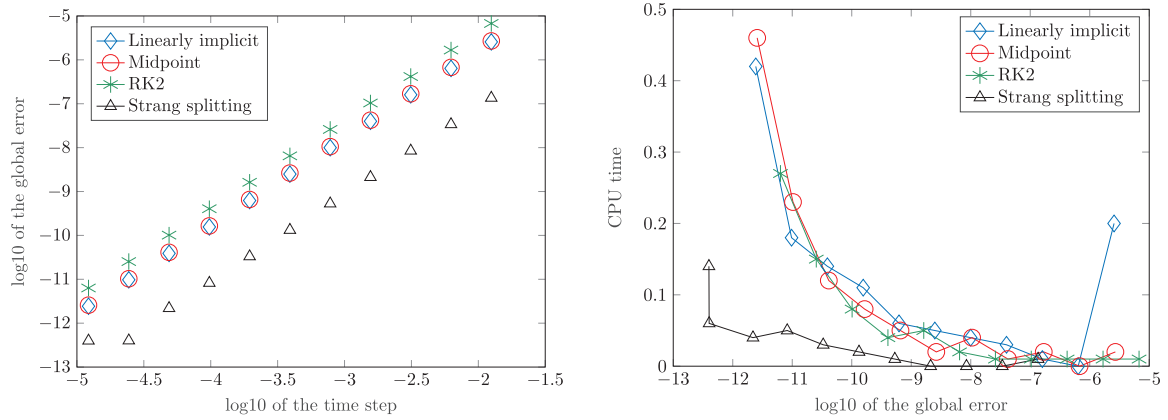 −5
−6
−7
−8
−9
−10
−11
−12
−13
−5
−4.5
−4
−3.5
−3
−2.5
−2
−1.5
log10 of the global error
log10 of the time step
Linearly implicit
Midpoint
RK2
Strang splitting
0.5
0.4
0.3
0.2
0.1
0
−13
−12
−11
−10
−9
−8
−7
−6
−5
CPU time
log10 of the global error
Linearly implicit
Midpoint
RK2
Strang splitting